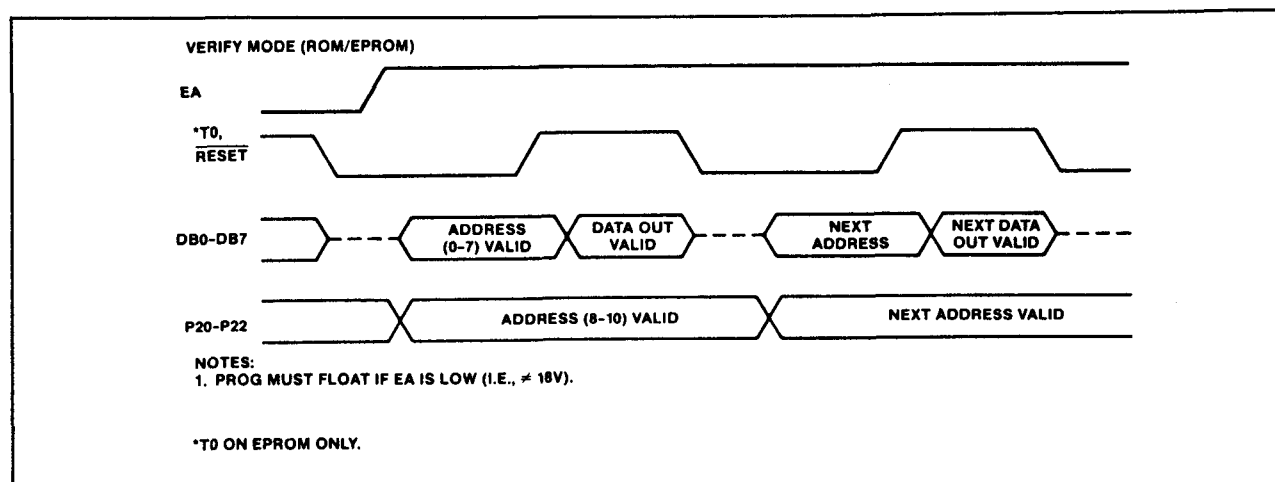 VERIFY MODE (ROM/EPROM)
EA
*T0,
RESET
DB0-DB7
ADDRESS
(0-7) VALID
DATA OUT
VALID
NEXT
ADDRESS
NEXT DATA
OUT VALID
P20-P22
ADDRESS (8-10) VALID
NEXT ADDRESS VALID
NOTES:
1. PROG MUST FLOAT IF EA IS LOW (I.E., ≠ 18V).
*T0 ON EPROM ONLY.